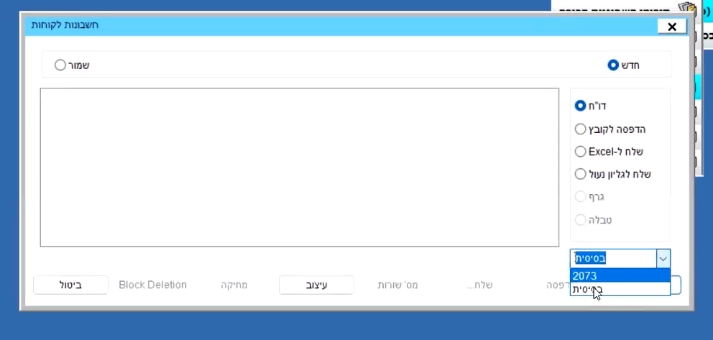 חשבונות לקוחות
חדש
שמור
דו"ח
הדפסה לקובץ
שלח ל-Excel
שלח לגליון נעול
גרף
טבלה
בסיסית
2073
בסיסית
ביטול
Block Deletion
מחיקה
עיצוב
מס' שורות
שלח...